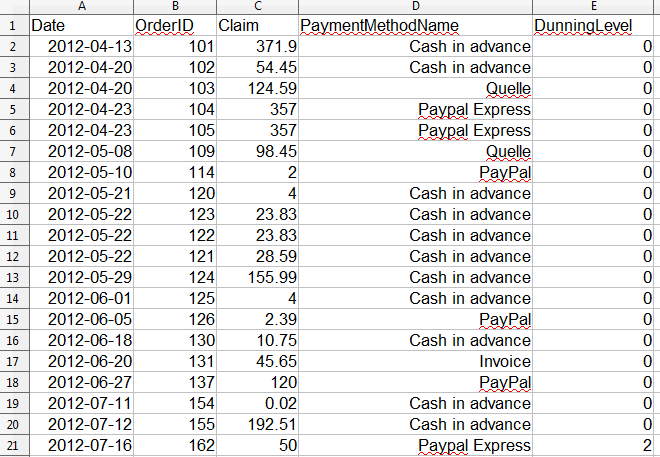 A B C D E
1 Date OrderID Claim PaymentMethodName DunningLevel
2 2012-04-13 101 371.9 Cash in advance 0
3 2012-04-20 102 54.45 Cash in advance 0
4 2012-04-20 103 124.59 Quelle 0
5 2012-04-23 104 357 Paypal Express 0
6 2012-04-23 105 357 Paypal Express 0
7 2012-05-08 109 98.45 Quelle 0
8 2012-05-10 114 2 PayPal 0
9 2012-05-21 120 4 Cash in advance 0
10 2012-05-22 123 23.83 Cash in advance 0
11 2012-05-22 122 23.83 Cash in advance 0
12 2012-05-22 121 28.59 Cash in advance 0
13 2012-05-29 124 155.99 Cash in advance 0
14 2012-06-01 125 4 Cash in advance 0
15 2012-06-05 126 2.39 PayPal 0
16 2012-06-18 130 10.75 Cash in advance 0
17 2012-06-20 131 45.65 Invoice 0
18 2012-06-27 137 120 PayPal 0
19 2012-07-11 154 0.02 Cash in advance 0
20 2012-07-12 155 192.51 Cash in advance 0
21 2012-07-16 162 50 Paypal Express 2